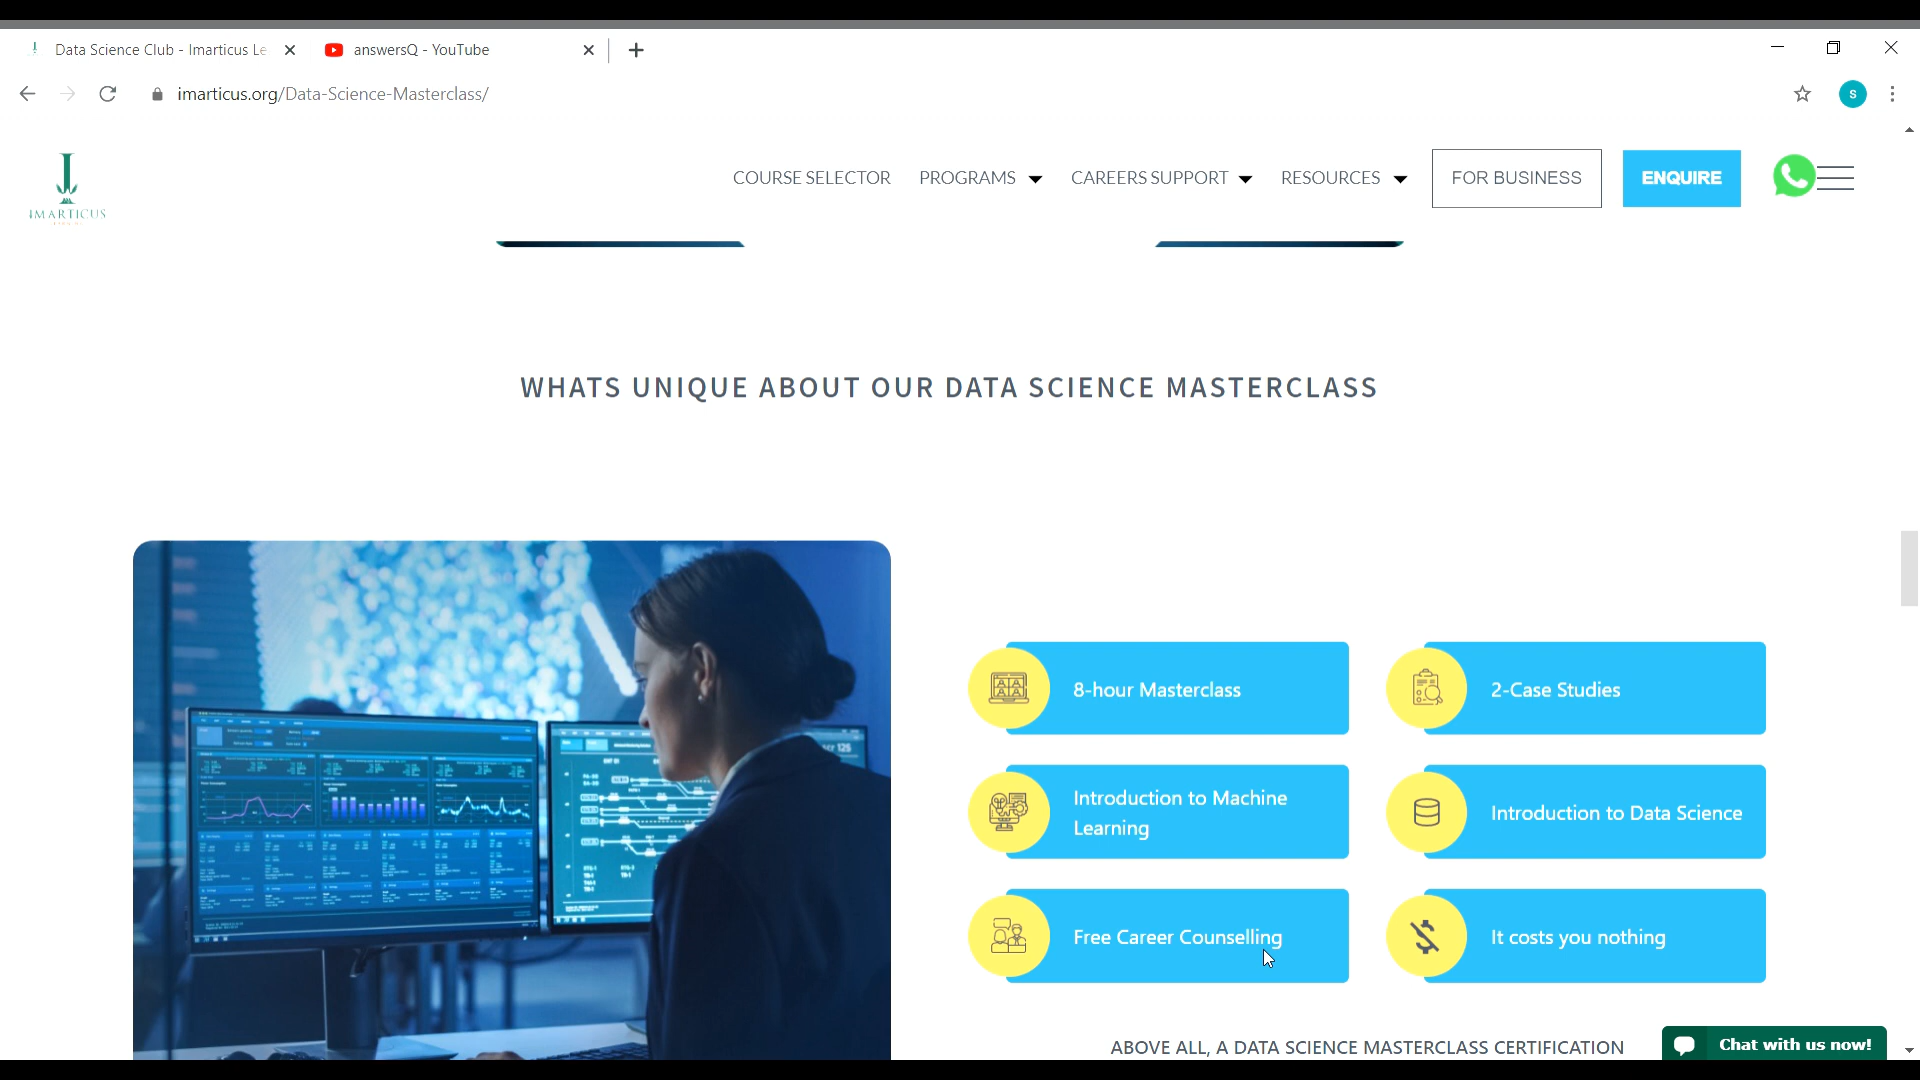 Data Science Club - Imarticus Le
answersQ - YouTube
imarticus.org/Data-Science-Masterclass/
S
IMARTICUS
COURSE SELECTOR
PROGRAMS
CAREERS SUPPORT
RESOURCES
FOR BUSINESS
ENQUIRE
WHATS UNIQUE ABOUT OUR DATA SCIENCE MASTERCLASS
8-hour Masterclass
2-Case Studies
Introduction to Machine
Learning
Introduction to Data Science
Free Career Counselling
It costs you nothing
ABOVE ALL, A DATA SCIENCE MASTERCLASS CERTIFICATION
Chat with us now!